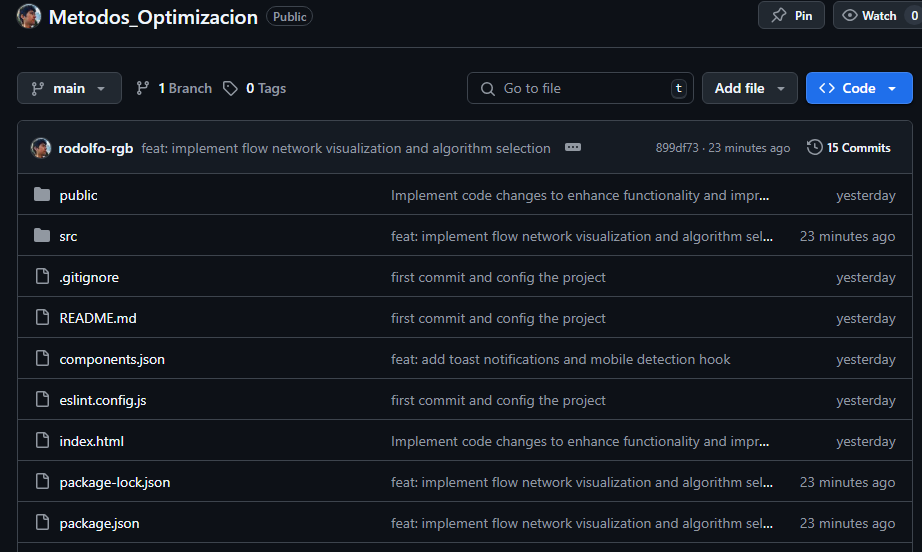 Metodos_Optimizacion Public Pin Watch 0
main 1 Branch 0 Tags Go to file t Add file Code
rodolfo-rgb feat: implement flow network visualization and algorithm selection 899df73 · 23 minutes ago 15 Commits
public Implement code changes to enhance functionality and impr... yesterday
src feat: implement flow network visualization and algorithm sel... 23 minutes ago
.gitignore first commit and config the project yesterday
README.md first commit and config the project yesterday
components.json feat: add toast notifications and mobile detection hook yesterday
eslint.config.js first commit and config the project yesterday
index.html Implement code changes to enhance functionality and impr... yesterday
package-lock.json feat: implement flow network visualization and algorithm sel... 23 minutes ago
package.json feat: implement flow network visualization and algorithm sel... 23 minutes ago